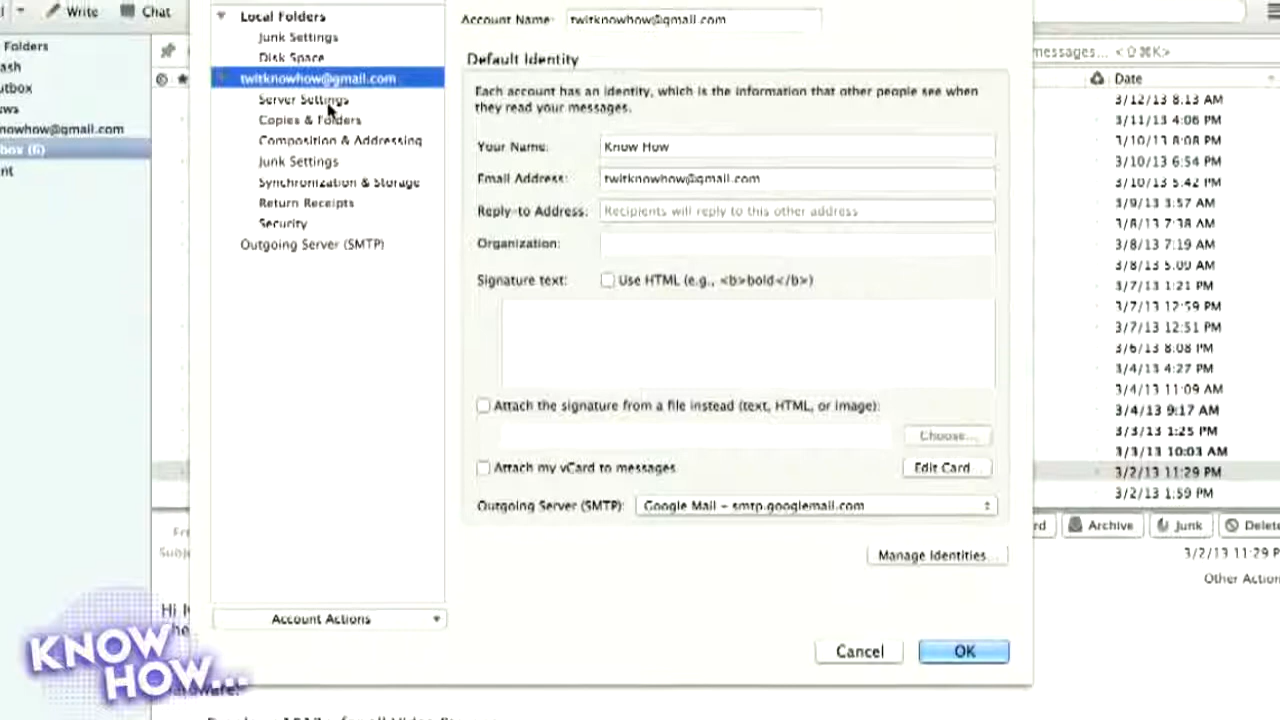 Write
Chat
Folders
ash
utbox
ews
nowhow@gmail.com
box (6)
nt
Local Folders
Junk Settings
Disk Space
twitknowhow@gmail.com
Server Settings
Copies & Folders
Composition & Addressing
Junk Settings
Synchronization & Storage
Return Receipts
Security
Outgoing Server (SMTP)
Account Actions
Account Name: twitknowhow@gmail.com
Default Identity
Each account has an identity, which is the information that other people see when
they read your messages.
Your Name: Know How
Email Address: twitknowhow@gmail.com
Reply-to Address: Recipients will reply to this other address
Organization:
Signature text: Use HTML (e.g., <b>bold</b>)
Attach the signature from a file instead (text, HTML, or image):
Choose...
Attach my vCard to messages
Edit Card...
Outgoing Server (SMTP): Google Mail - smtp.googlemail.com
Manage Identities...
Cancel
OK
messages... <⇧⌘K>
Date
3/12/13 8:13 AM
3/11/13 4:06 PM
3/10/13 8:08 PM
3/10/13 6:54 PM
3/10/13 5:42 PM
3/9/13 3:57 AM
3/8/13 7:38 AM
3/8/13 7:19 AM
3/8/13 5:09 AM
3/7/13 1:21 PM
3/7/13 12:59 PM
3/7/13 12:51 PM
3/6/13 8:08 PM
3/4/13 4:27 PM
3/4/13 11:09 AM
3/4/13 9:17 AM
3/3/13 1:25 PM
3/3/13 10:03 AM
3/2/13 11:29 PM
3/2/13 1:59 PM
rd
Archive
Junk
Delete
3/2/13 11:29 P
Other Action
Subje
Hi
KNOW
HOW...